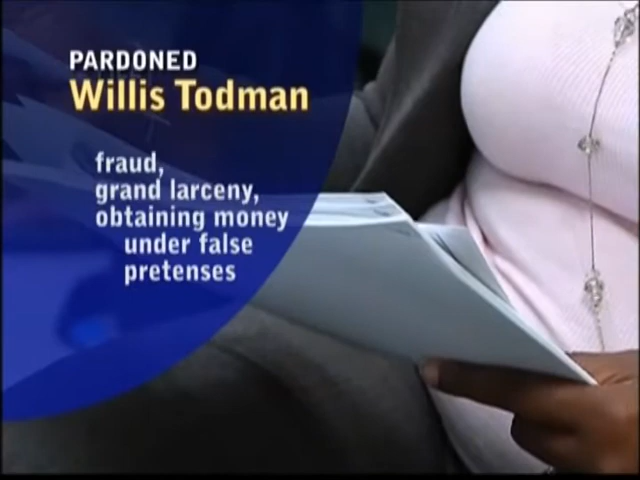 PARDONED
Willis Todman
fraud,
grand larceny,
obtaining money
under false
pretenses